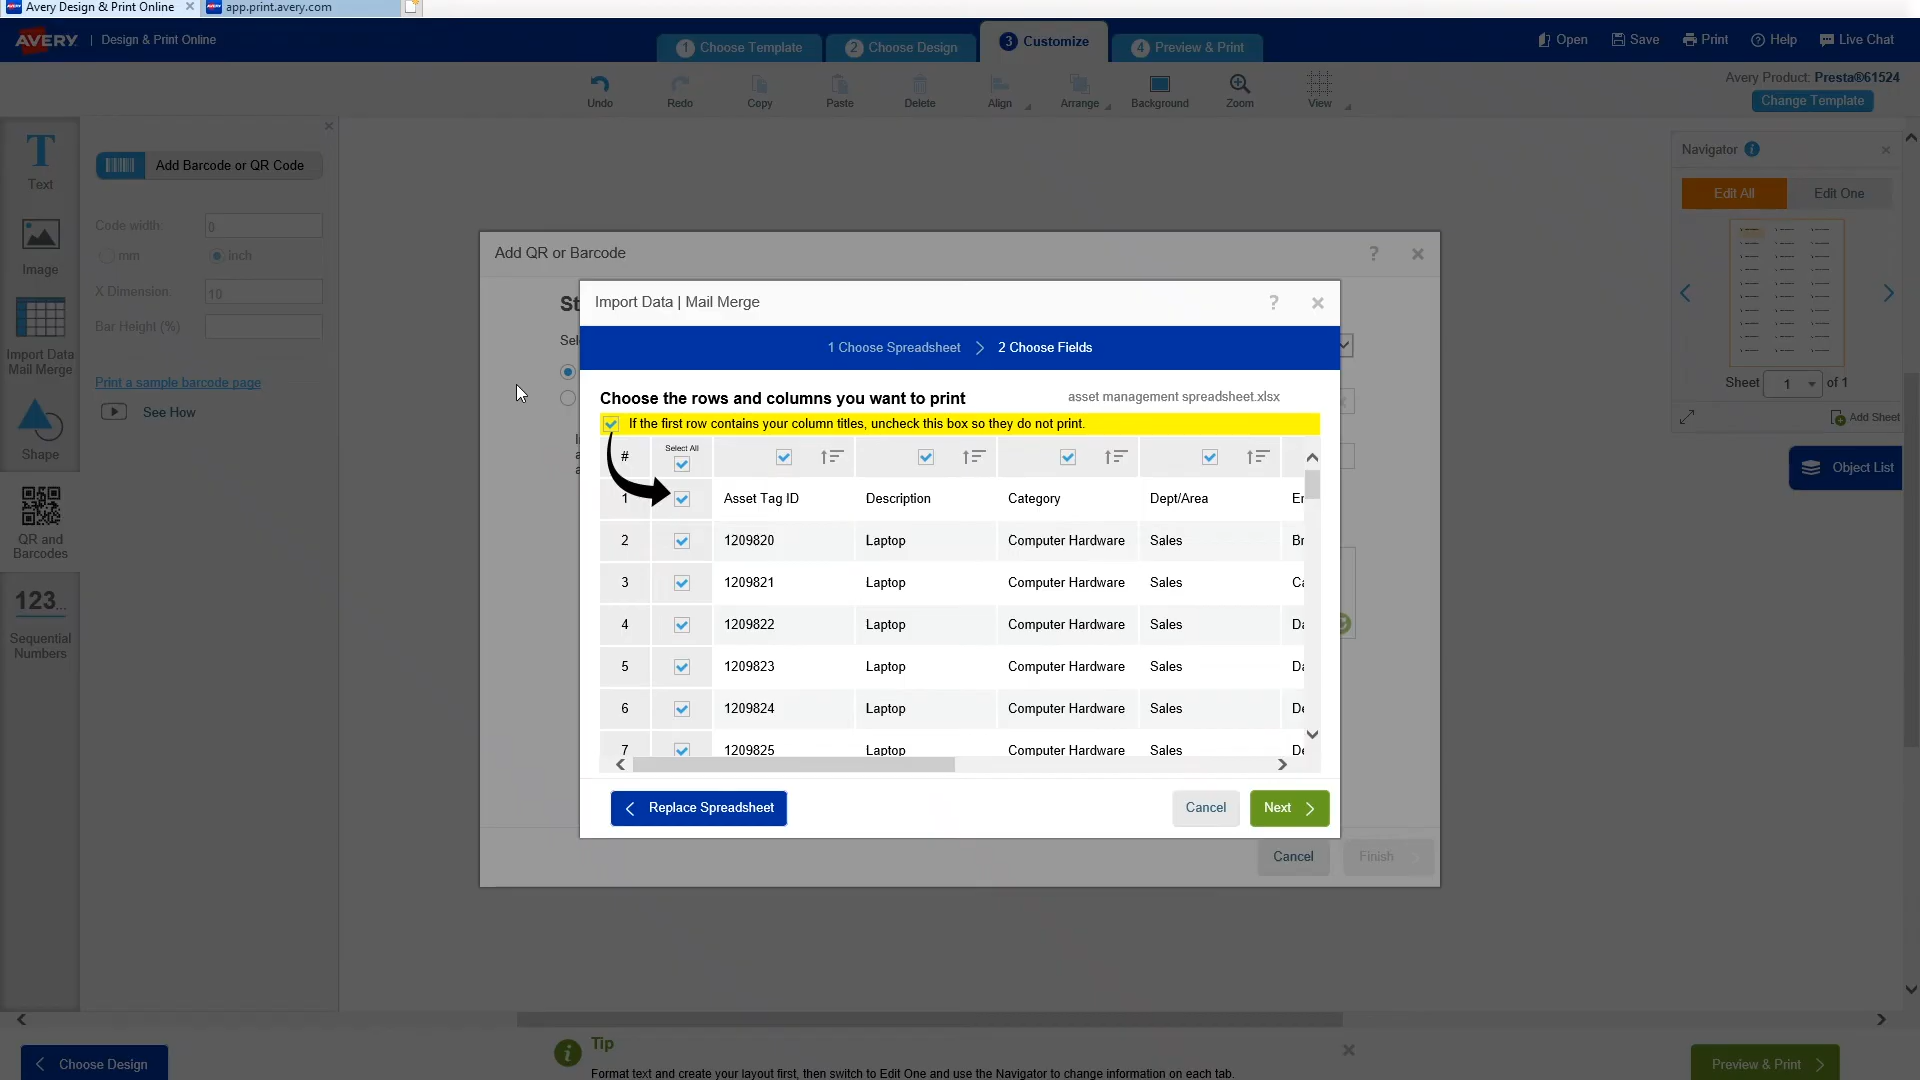 Avery Design & Print Online
app.print.avery.com
AVERY | Design & Print Online
1 Choose Template
2 Choose Design
3 Customize
4 Preview & Print
Open
Save
Print
Help
Live Chat
Undo
Redo
Copy
Paste
Delete
Align
Arrange
Background
Zoom
View
Avery Product: Presta®61524
Change Template
Text
Image
Import Data
Mail Merge
Shape
QR and
Barcodes
123...
Sequential
Numbers
Add Barcode or QR Code
Code width: 0
mm inch
X Dimension: 10
Bar Height (%)
Print a sample barcode page
See How
Add QR or Barcode ?
St
Sel
Import Data | Mail Merge ?
1 Choose Spreadsheet > 2 Choose Fields
Choose the rows and columns you want to print asset management spreadsheet.xlsx
If the first row contains your column titles, uncheck this box so they do not print.
# Select All
1 Asset Tag ID Description Category Dept/Area
2 1209820 Laptop Computer Hardware Sales Br
3 1209821 Laptop Computer Hardware Sales
4 1209822 Laptop Computer Hardware Sales
5 1209823 Laptop Computer Hardware Sales
6 1209824 Laptop Computer Hardware Sales
7 1209825 Laptop Computer Hardware Sales
Replace Spreadsheet
Cancel
Next
Cancel
Finish
Navigator i
Edit All
Edit One
Sheet 1 of 1
Add Sheet
Object List
Choose Design
Tip
Format text and create your layout first, then switch to Edit One and use the Navigator to change information on each tab.
Preview & Print